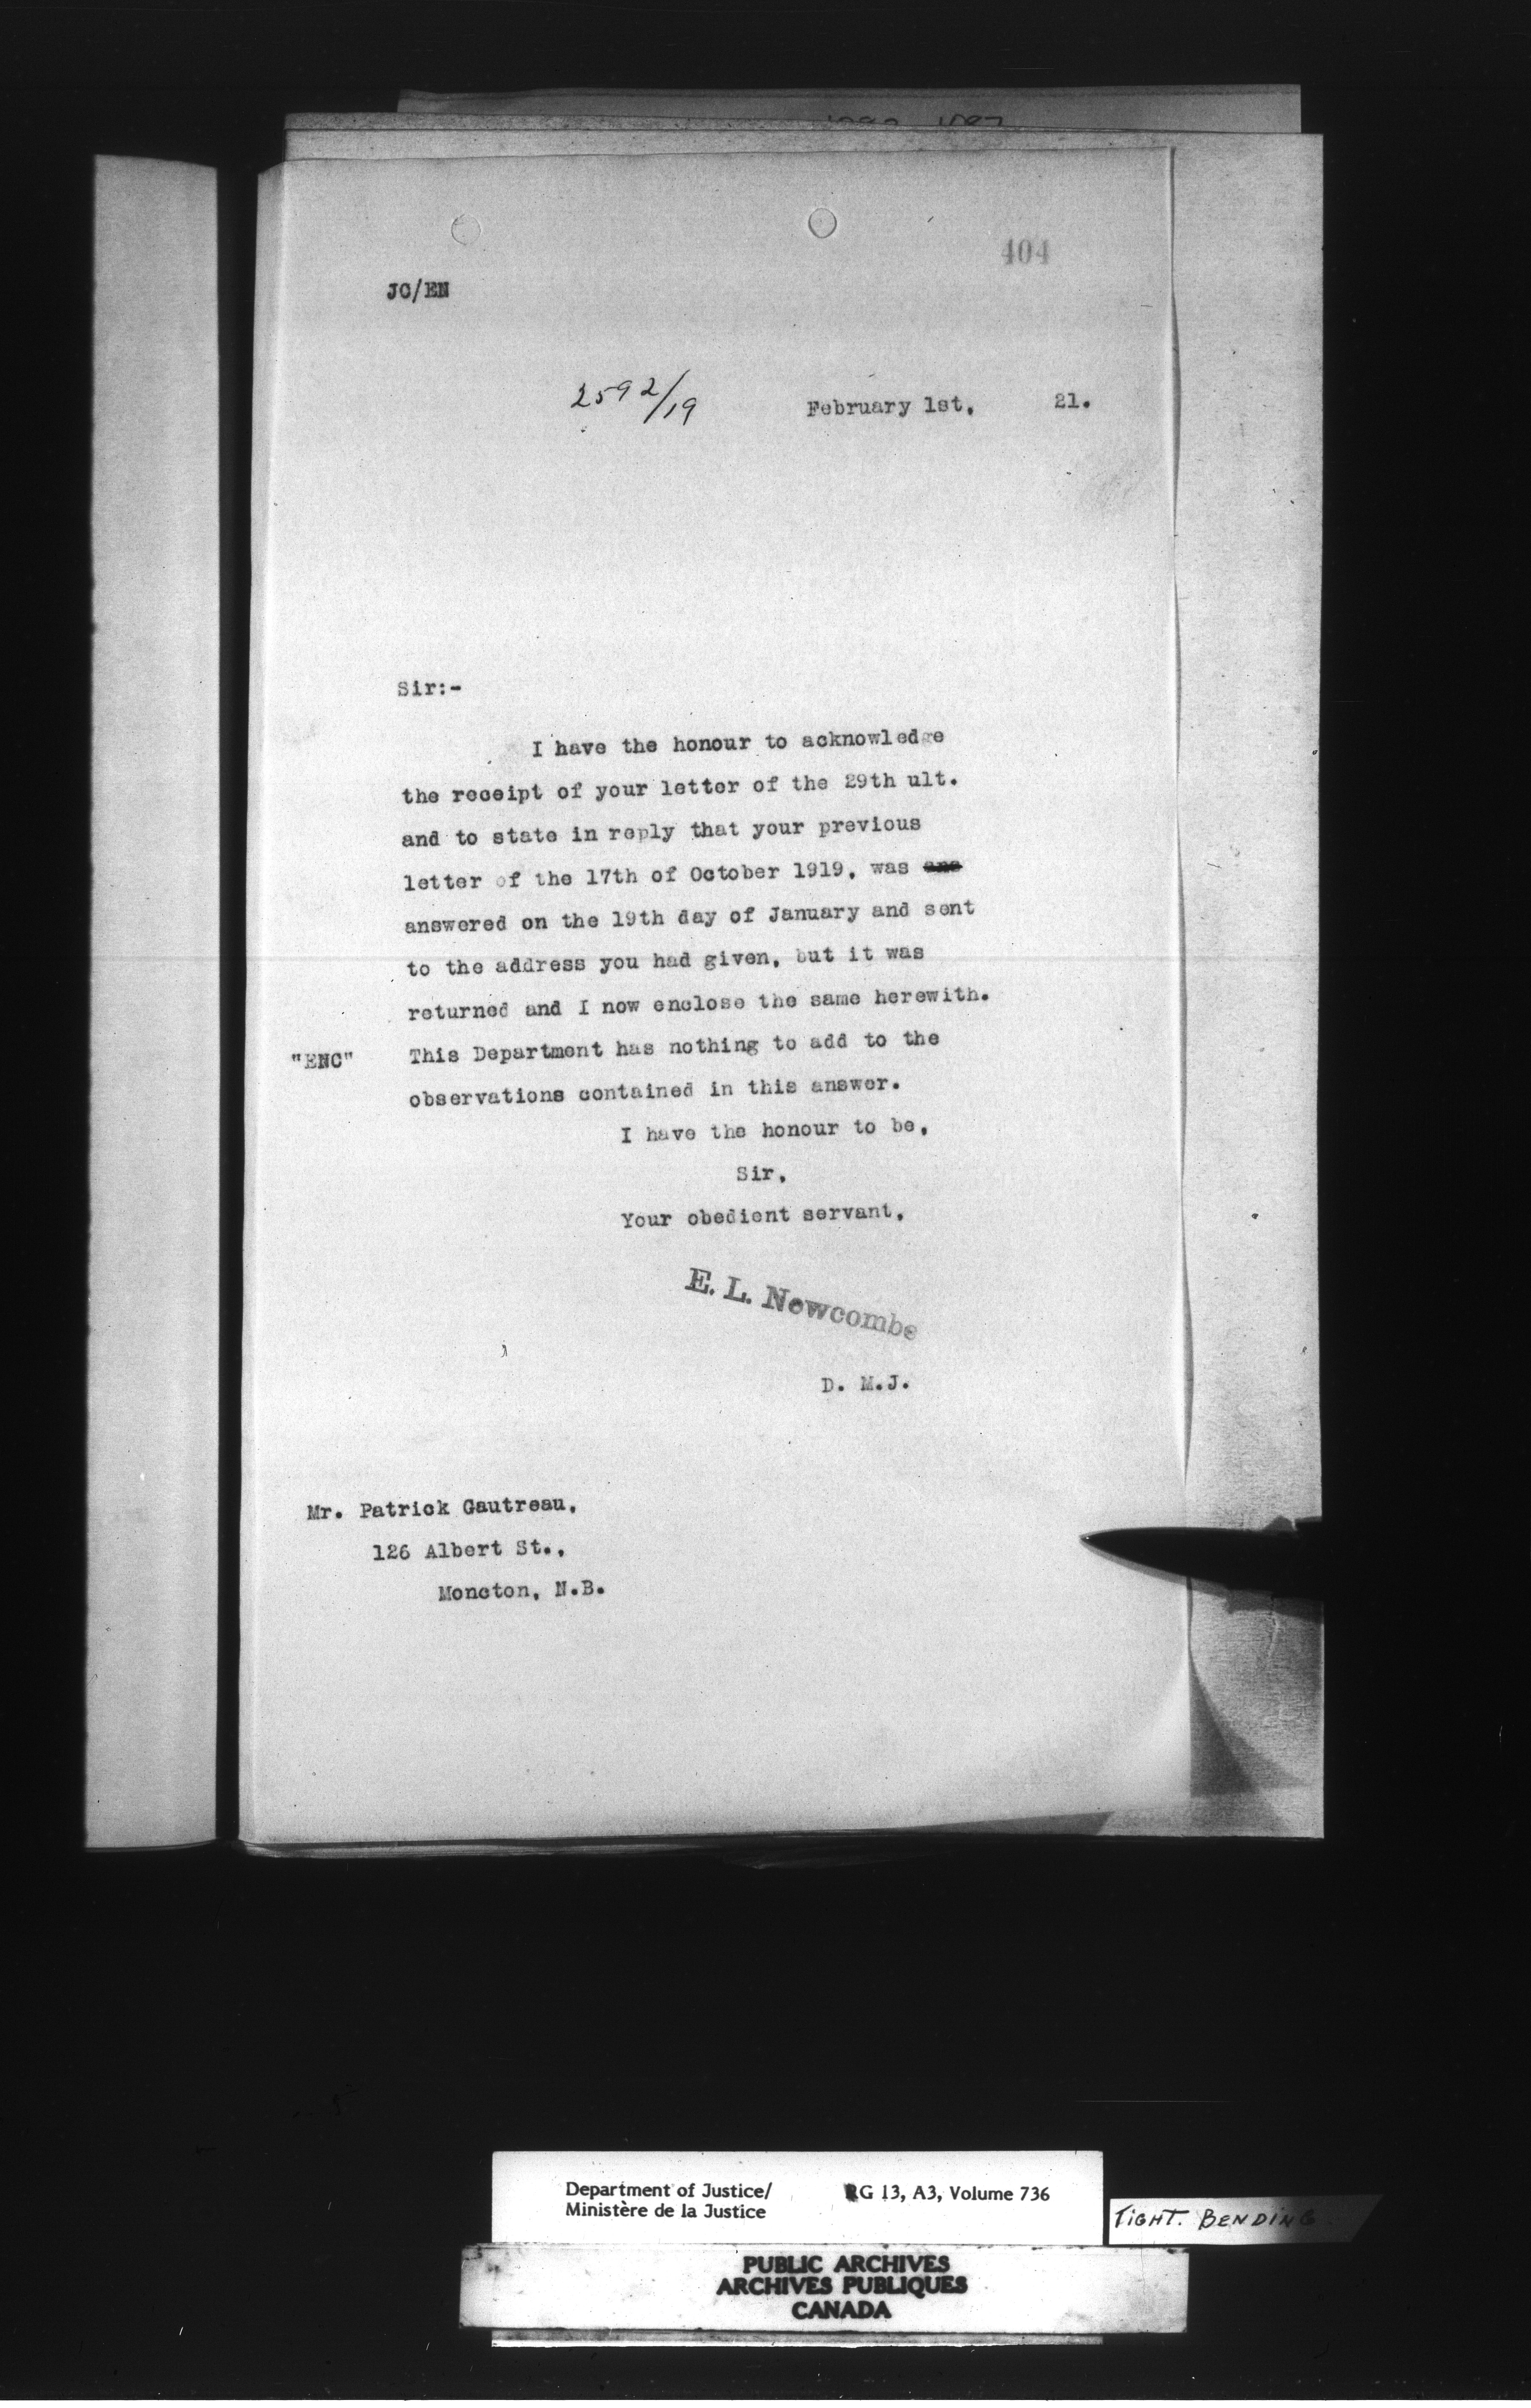 404
JC/EN
2592/19 February 1st, 21.
Sir:-
I have the honour to acknowledge
the receipt of your letter of the 29th ult.
and to state in reply that your previous
letter of the 17th of October 1919, was ans
answered on the 19th day of January and sent
to the address you had given, but it was
returned and I now enclose the same herewith.
"ENC" This Department has nothing to add to the
observations contained in this answer.
I have the honour to be,
Sir,
Your obedient servant,
E. L. Newcombe
D. M.J.
Mr. Patrick Gautreau,
126 Albert St.,
Moncton, N.B.
Department of Justice/ RG 13, A3, Volume 736
Ministère de la Justice
TIGHT. BENDING
PUBLIC ARCHIVES
ARCHIVES PUBLIQUES
CANADA